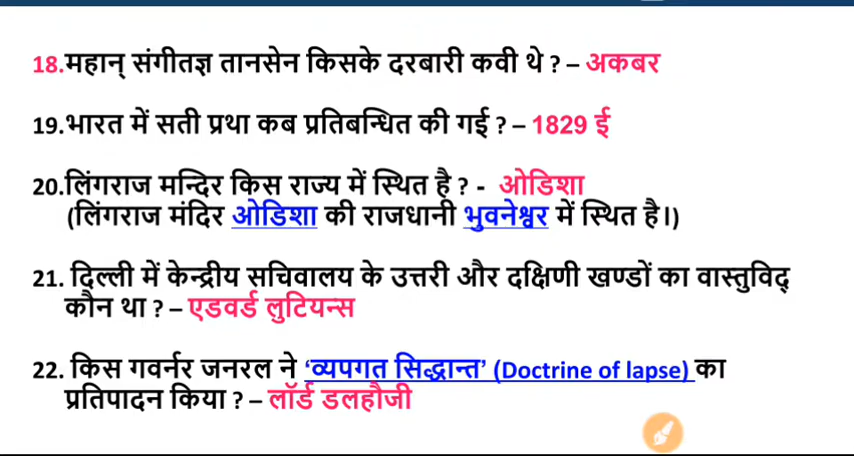 18.महान् संगीतज्ञ तानसेन किसके दरबारी कवी थे ? – अकबर
19.भारत में सती प्रथा कब प्रतिबन्धित की गई ? – 1829 ई
20.लिंगराज मन्दिर किस राज्य में स्थित है ? - ओडिशा
(लिंगराज मंदिर ओडिशा की राजधानी भुवनेश्वर में स्थित है।)
21. दिल्ली में केन्द्रीय सचिवालय के उत्तरी और दक्षिणी खण्डों का वास्तुविद्
कौन था ? – एडवर्ड लुटियन्स
22. किस गवर्नर जनरल ने ‘व्यपगत सिद्धान्त’ (Doctrine of lapse) का
प्रतिपादन किया ? – लॉर्ड डलहौजी